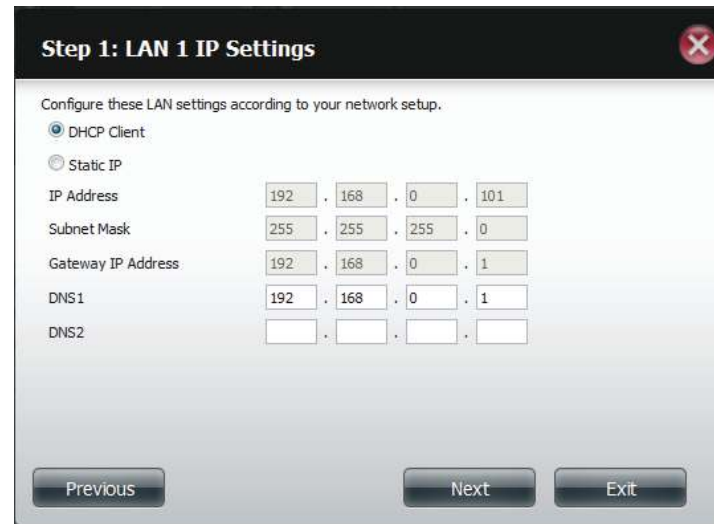 Step 1: LAN 1 IP Settings
Configure these LAN settings according to your network setup.
DHCP Client
Static IP
IP Address 192 . 168 . 0 . 101
Subnet Mask 255 . 255 . 255 . 0
Gateway IP Address 192 . 168 . 0 . 1
DNS1 192 . 168 . 0 . 1
DNS2 . . .
Previous Next Exit